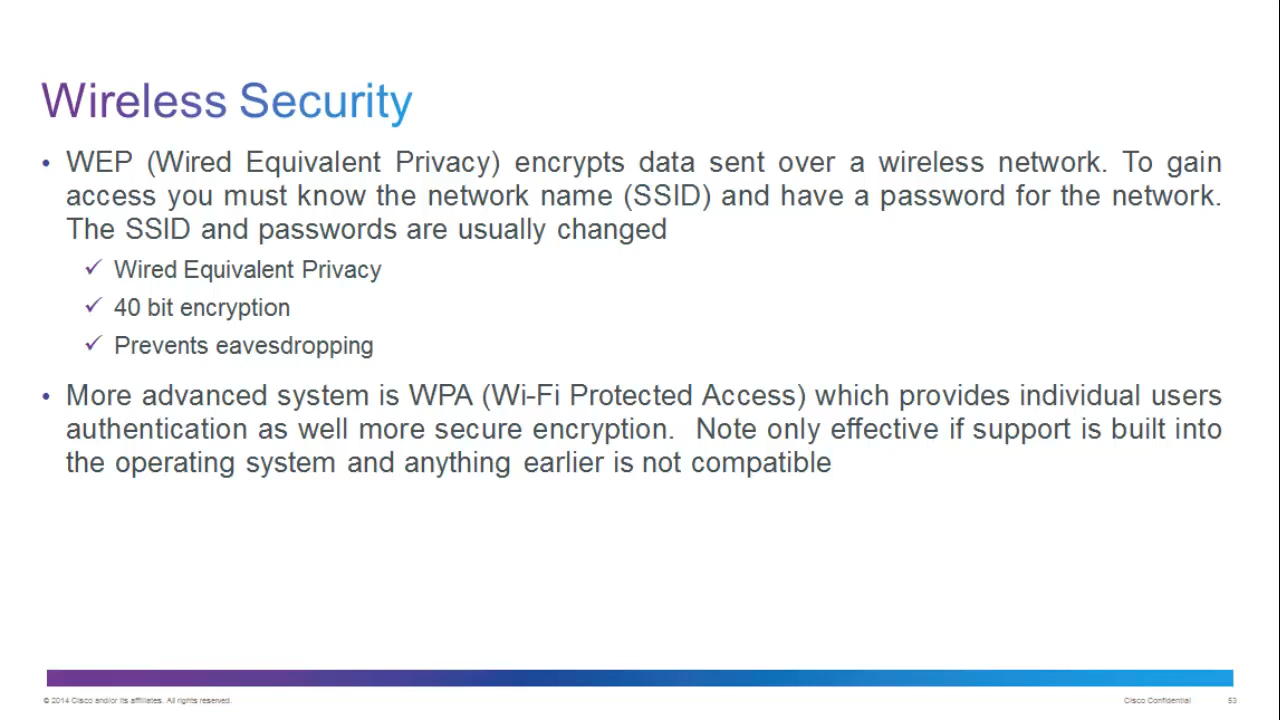 Wireless Security
• WEP (Wired Equivalent Privacy) encrypts data sent over a wireless network. To gain
access you must know the network name (SSID) and have a password for the network.
The SSID and passwords are usually changed
✓ Wired Equivalent Privacy
✓ 40 bit encryption
✓ Prevents eavesdropping
• More advanced system is WPA (Wi-Fi Protected Access) which provides individual users
authentication as well more secure encryption. Note only effective if support is built into
the operating system and anything earlier is not compatible
© 2014 Cisco and/or its affiliates. All rights reserved.
Cisco Confidential
53